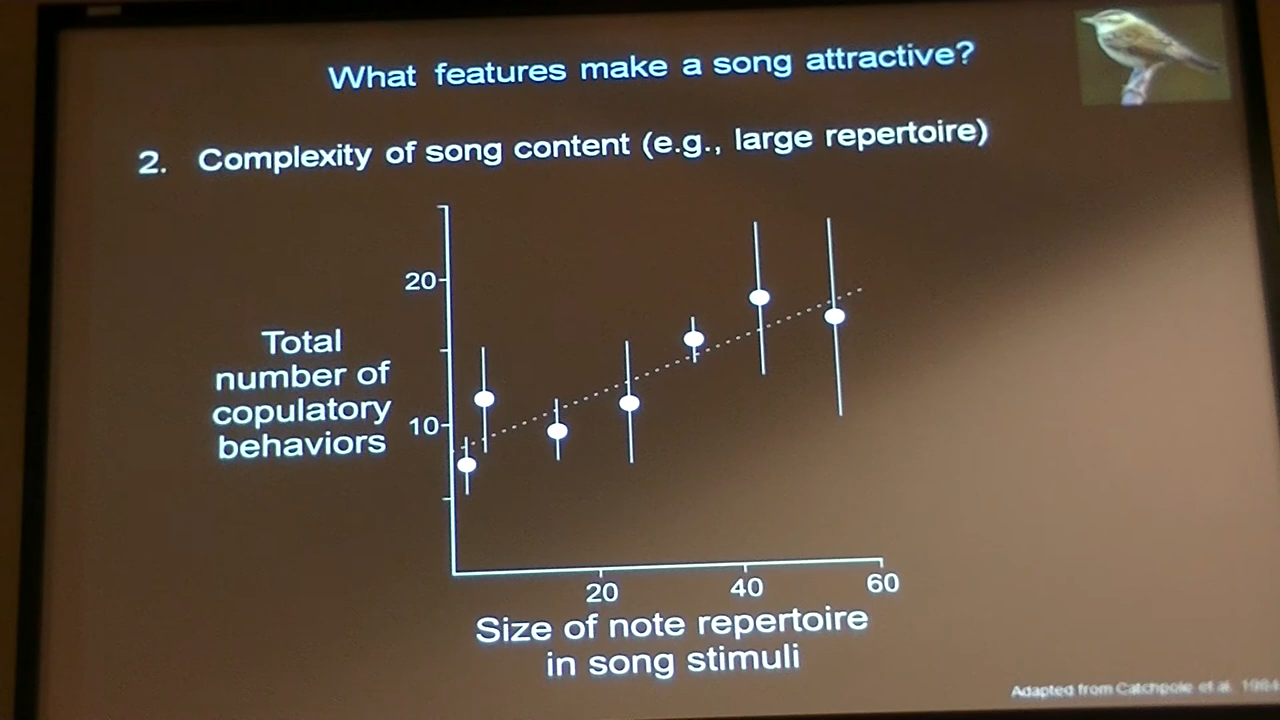 What features make a song attractive?
2. Complexity of song content (e.g., large repertoire)
20
Total
number of
copulatory
behaviors
10
20 40 60
Size of note repertoire
in song stimuli
Adapted from Catchpole et al. 1984